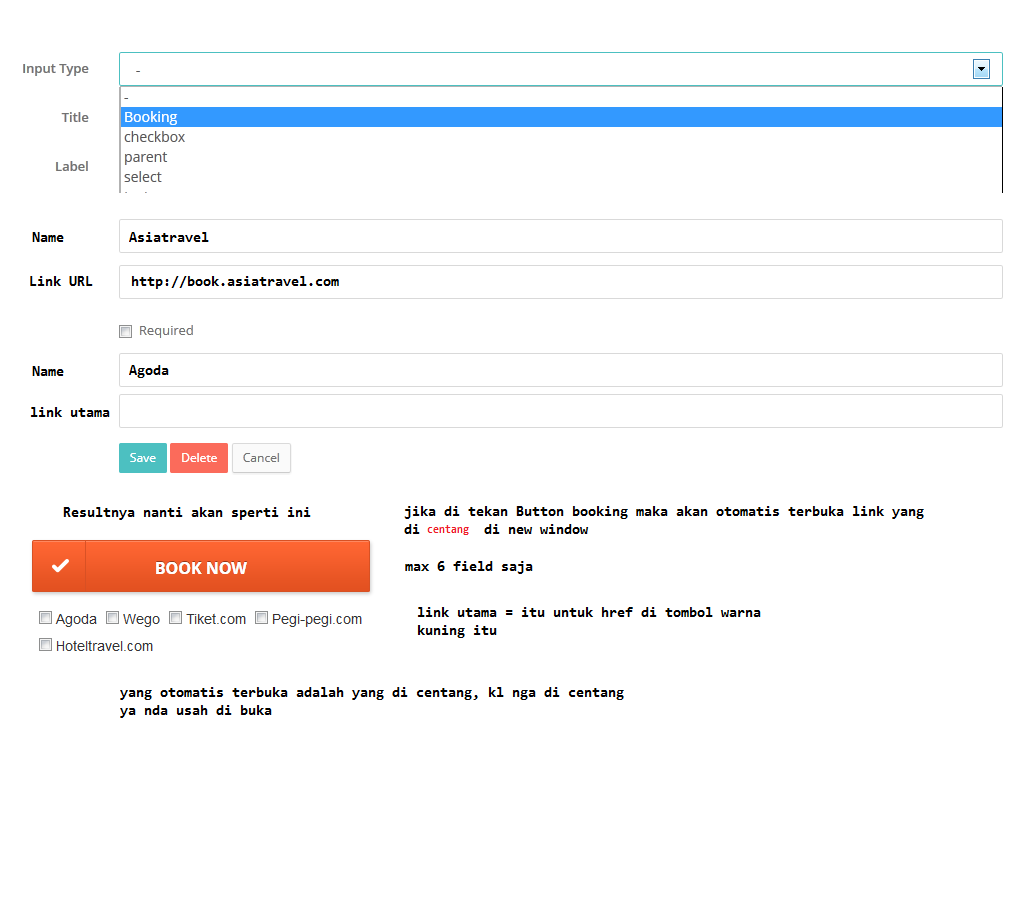 Input Type
-
-
Title
Booking
checkbox
parent
Label
select
Name
Asiatravel
Link URL
http://book.asiatravel.com
Required
Name
Agoda
link utama
Save
Delete
Cancel
Resultnya nanti akan sperti ini
jika di tekan Button booking maka akan otomatis terbuka link yang
di centang di new window
BOOK NOW
max 6 field saja
Agoda Wego Tiket.com Pegi-pegi.com
Hoteltravel.com
link utama = itu untuk href di tombol warna
kuning itu
yang otomatis terbuka adalah yang di centang, kl nga di centang
ya nda usah di buka